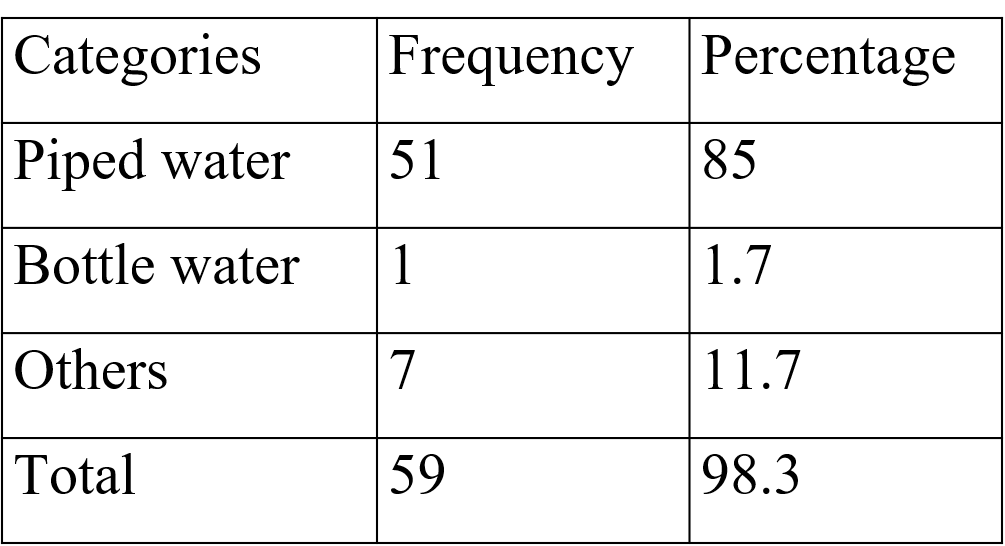 Categories Frequency Percentage
Piped water 51 85
Bottle water 1 1.7
Others 7 11.7
Total 59 98.3